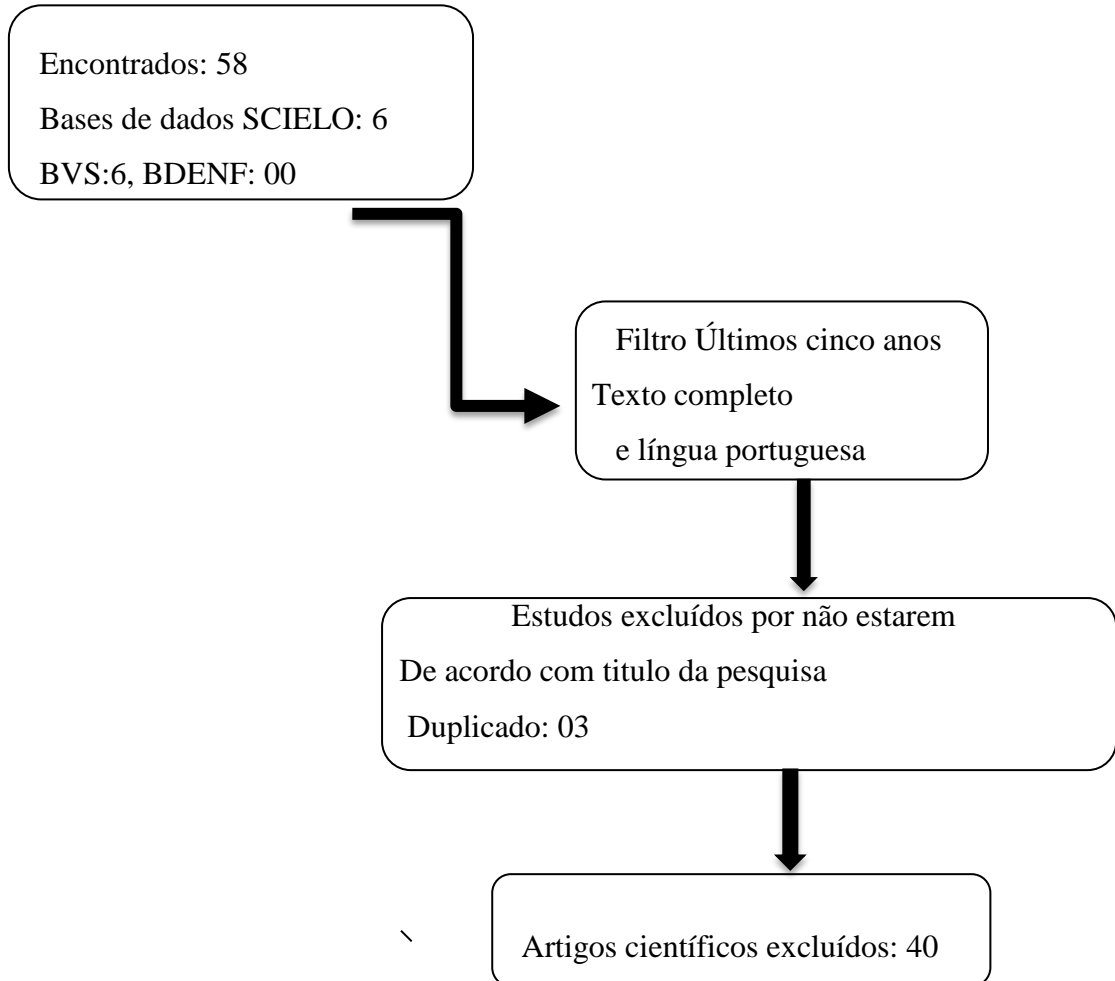 Encontrados: 58
Bases de dados SCIELO: 6
BVS:6, BDENF: 00
Filtro Últimos cinco anos
Texto completo
e língua portuguesa
Estudos excluídos por não estarem
De acordo com titulo da pesquisa
Duplicado: 03
Artigos científicos excluídos: 40